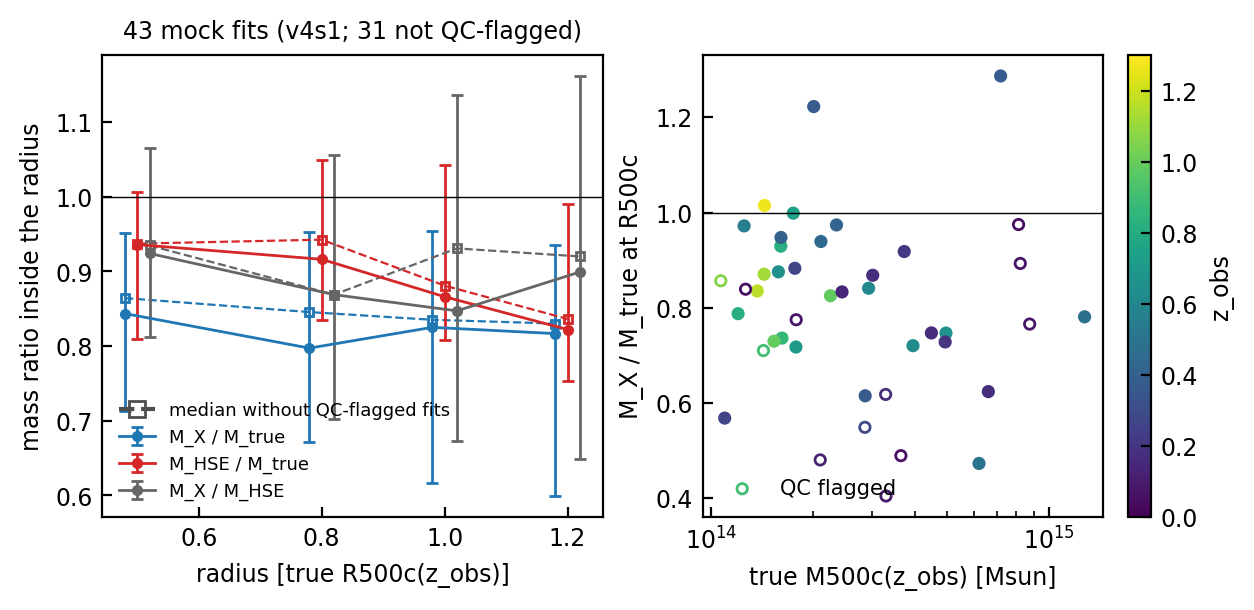 43 mock fits (v4s1; 31 not QC-flagged)
mass ratio inside the radius
1.1
1.0
0.9
0.8
0.7
0.6
median without QC-flagged fits
M_X / M_true
M_HSE / M_true
M_X / M_HSE
0.6 0.8 1.0 1.2
radius [true R500c(z_obs)]
M_X / M_true at R500c
1.2
1.0
0.8
0.6
0.4
QC flagged
10¹⁴ 10¹⁵
true M500c(z_obs) [Msun]
1.2
1.0
0.8
0.6
0.4
0.2
0.0
z_obs